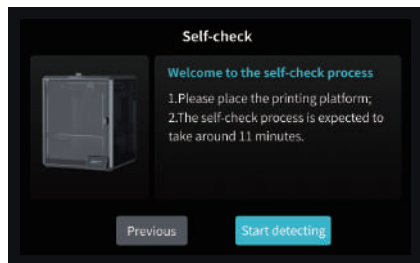 Self-check
Welcome to the self-check process
1.Please place the printing platform;
2.The self-check process is expected to
take around 11 minutes.
Previous
Start detecting